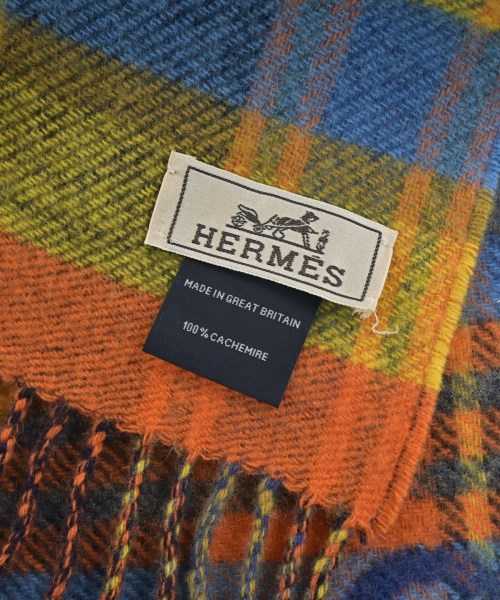 HERMÈS
MADE IN GREAT BRITAIN
100% CACHEMIRE